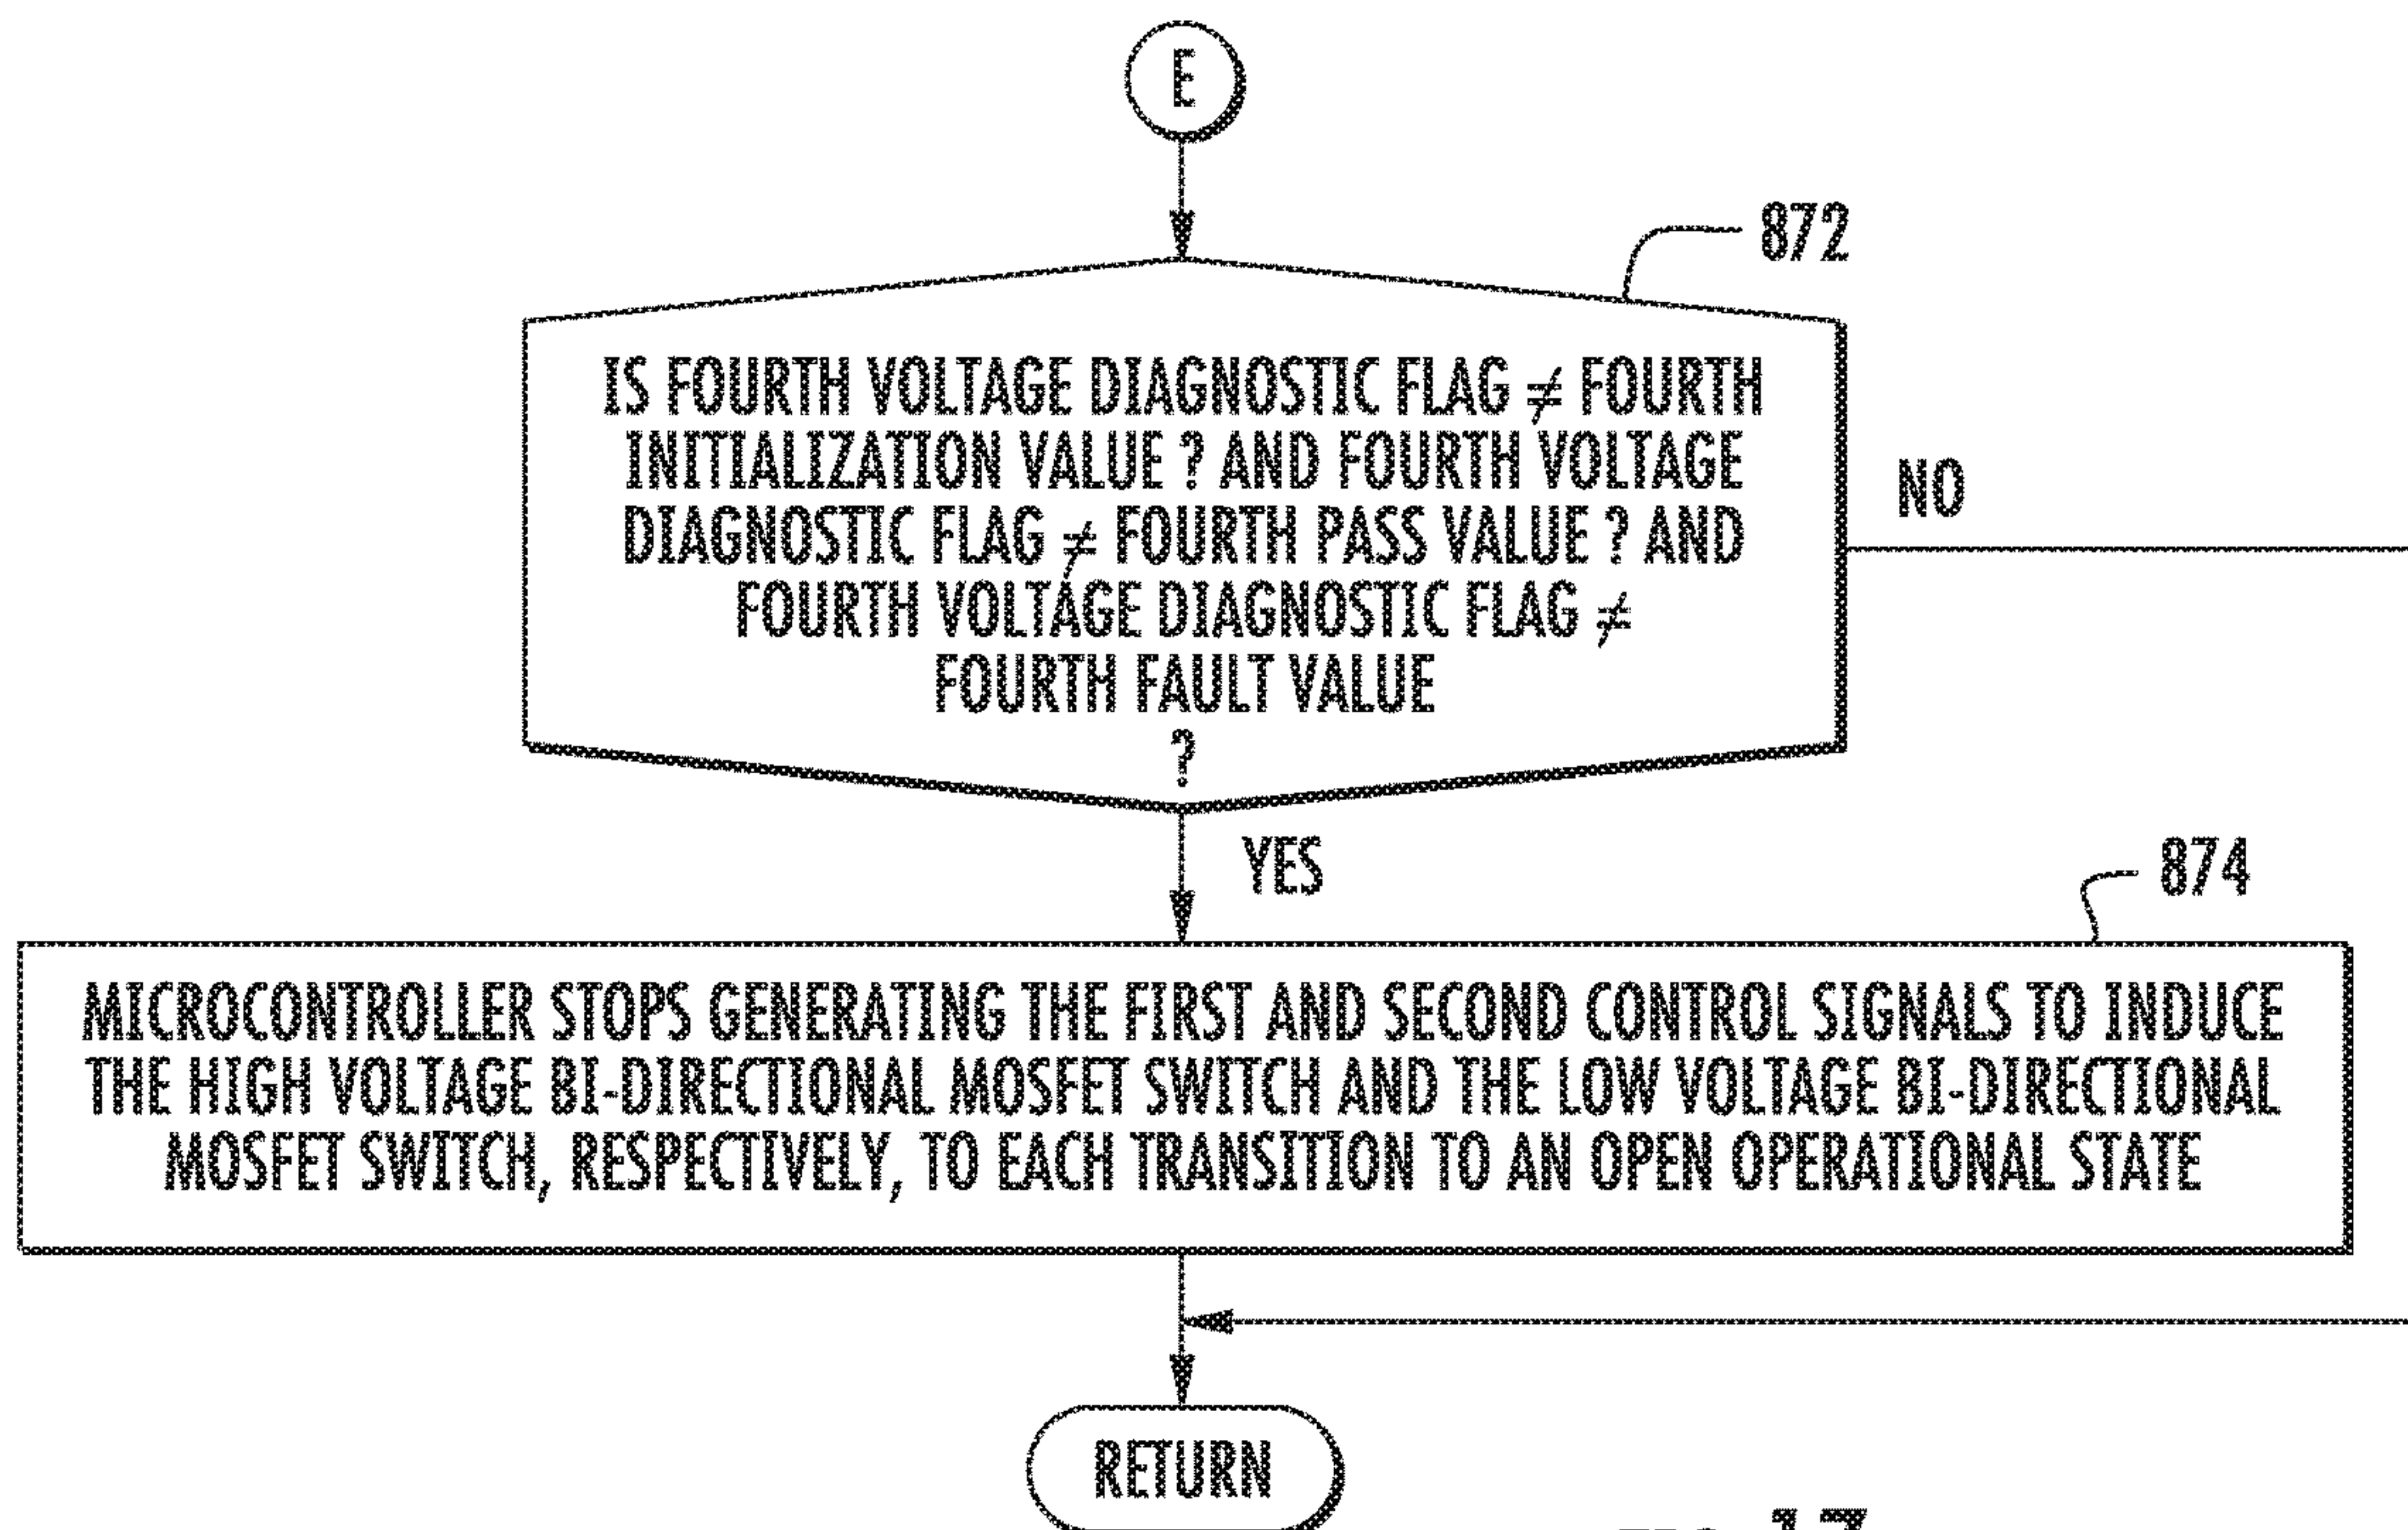 E
872
IS FOURTH VOLTAGE DIAGNOSTIC FLAG ≠ FOURTH
INITIALIZATION VALUE ? AND FOURTH VOLTAGE
DIAGNOSTIC FLAG ≠ FOURTH PASS VALUE ? AND
FOURTH VOLTAGE DIAGNOSTIC FLAG ≠
FOURTH FAULT VALUE
?
NO
YES
874
MICROCONTROLLER STOPS GENERATING THE FIRST AND SECOND CONTROL SIGNALS TO INDUCE
THE HIGH VOLTAGE BI-DIRECTIONAL MOSFET SWITCH AND THE LOW VOLTAGE BI-DIRECTIONAL
MOSFET SWITCH, RESPECTIVELY, TO EACH TRANSITION TO AN OPEN OPERATIONAL STATE
RETURN